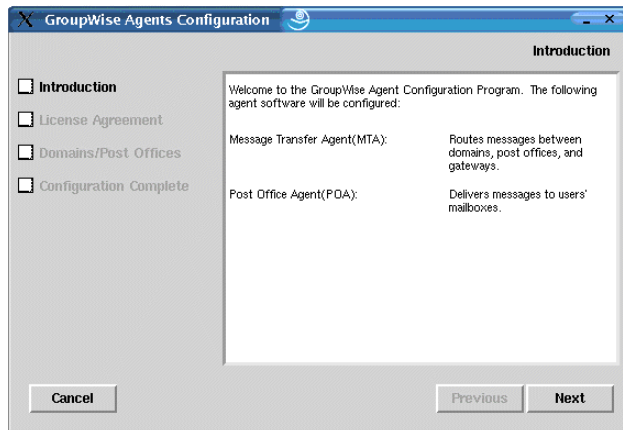 GroupWise Agents Configuration
Introduction
Introduction
License Agreement
Domains/Post Offices
Configuration Complete
Welcome to the GroupWise Agent Configuration Program. The following
agent software will be configured:
Message Transfer Agent(MTA): Routes messages between
domains, post offices, and
gateways.
Post Office Agent(POA): Delivers messages to users'
mailboxes.
Cancel
Previous
Next